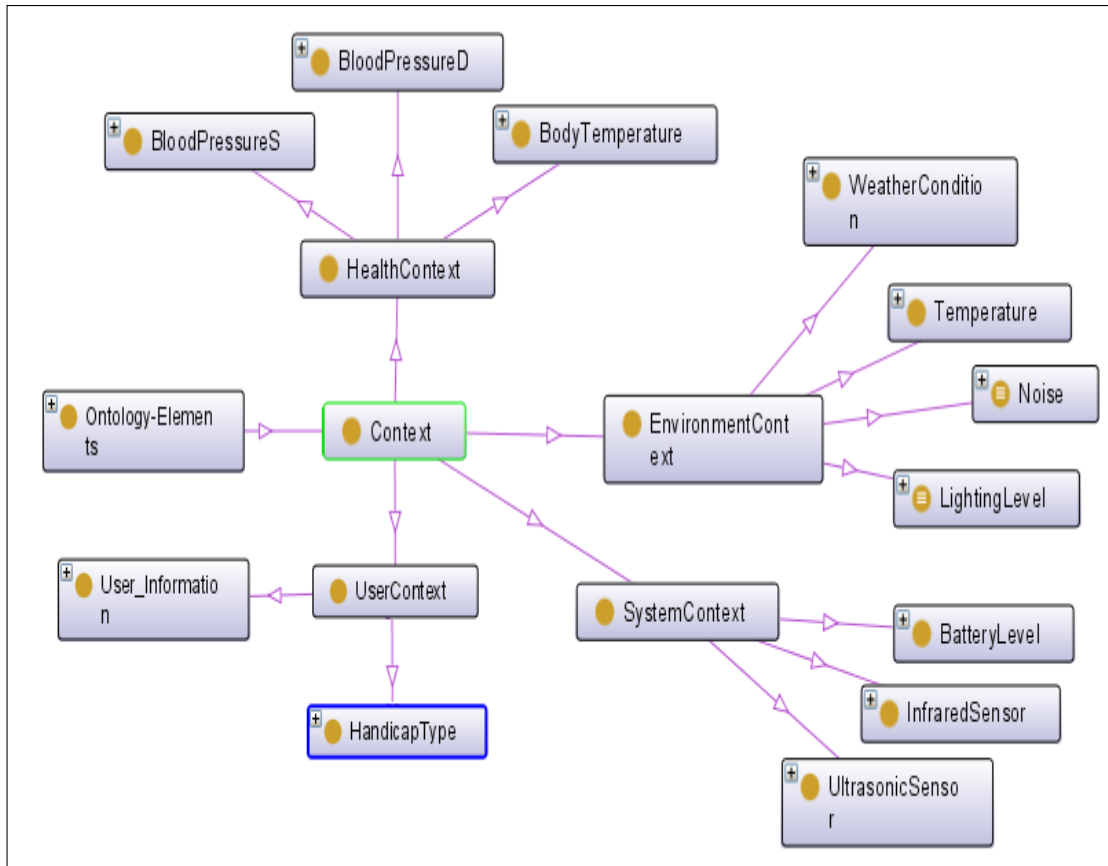 BloodPressureD
BloodPressureS
BodyTemperature
WeatherConditio
n
HealthContext
Temperature
Noise
Ontology-Elemen
ts
Context
EnvironmentCont
ext
LightingLevel
User_Informatio
n
UserContext
SystemContext
BatteryLevel
InfraredSensor
HandicapType
UltrasonicSenso
r